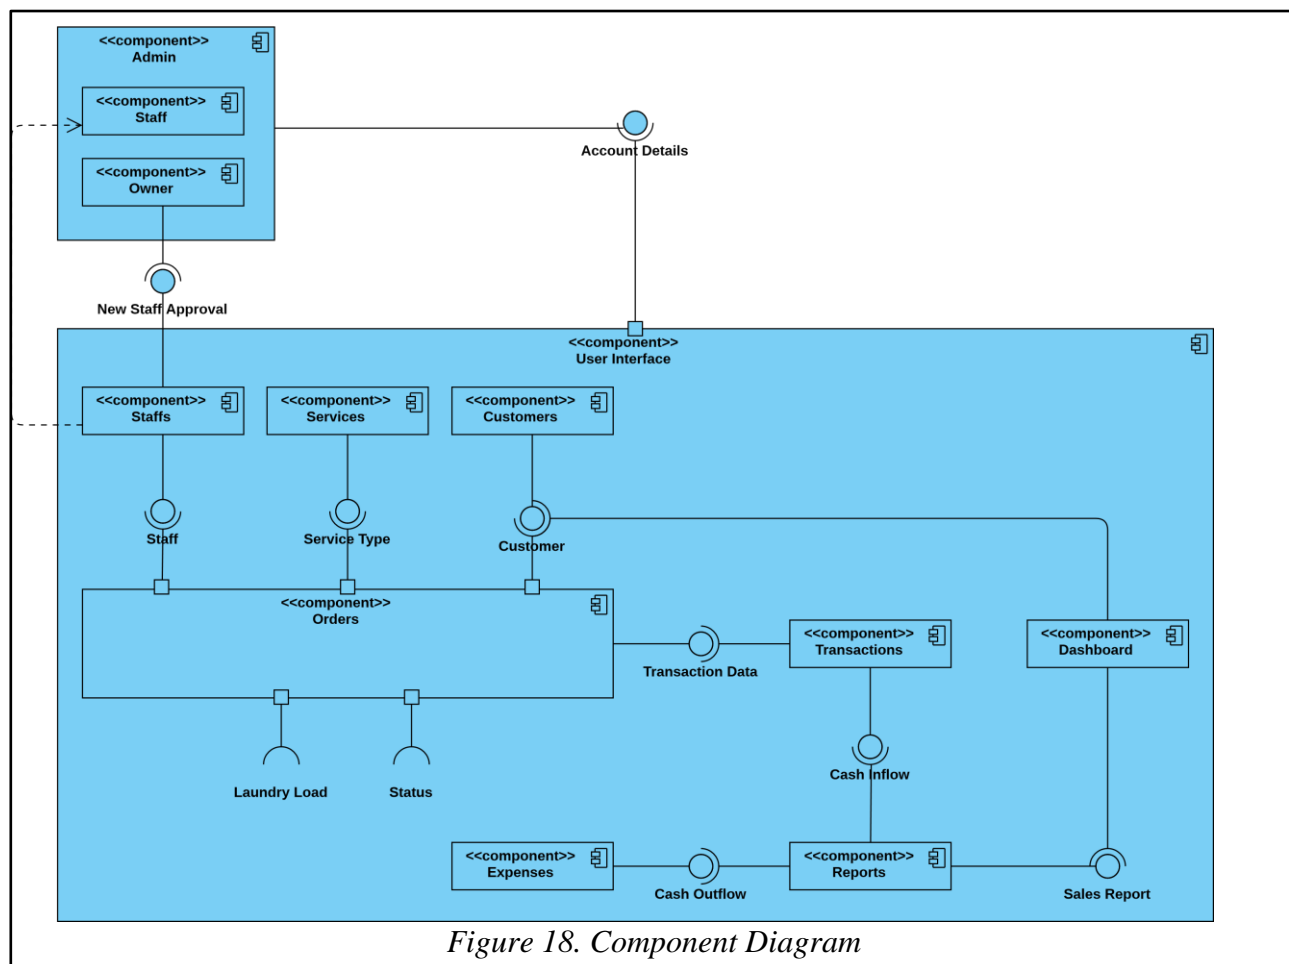 <<component>>
Admin
<<component>>
Staff
<<component>>
Owner
Account Details
New Staff Approval
<<component>>
User Interface
<<component>>
Staffs
<<component>>
Services
<<component>>
Customers
Staff
Service Type
Customer
<<component>>
Orders
<<component>>
Transactions
<<component>>
Dashboard
Transaction Data
Laundry Load
Status
Cash Inflow
<<component>>
Expenses
Cash Outflow
<<component>>
Reports
Sales Report
Figure 18. Component Diagram